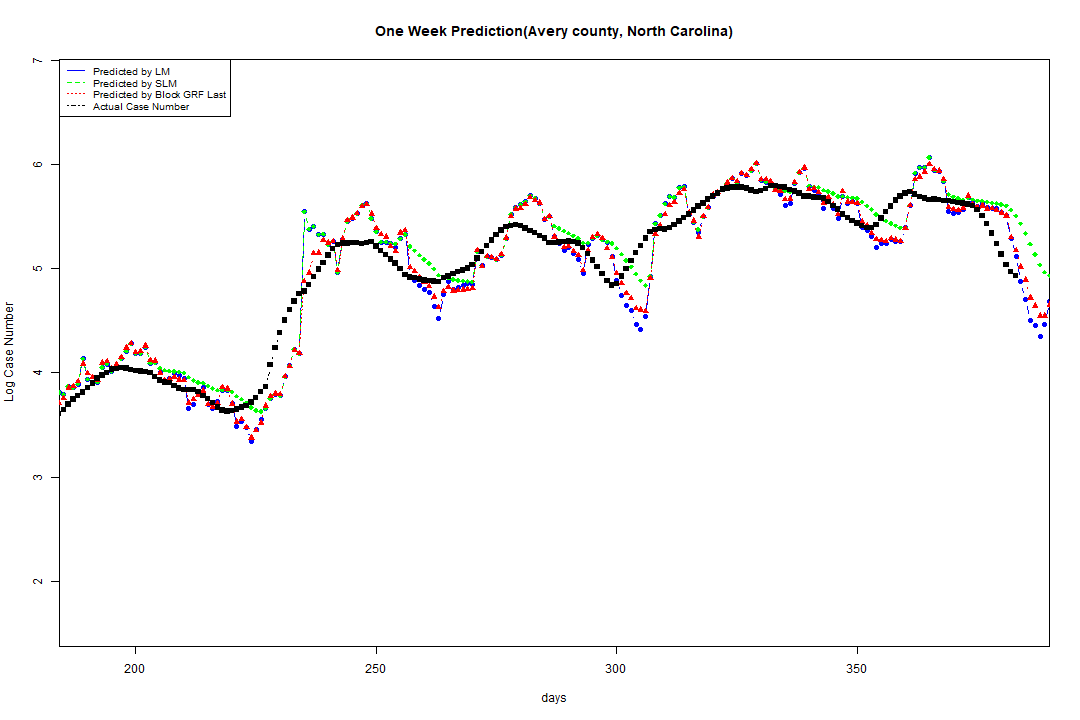 One Week Prediction(Avery county, North Carolina)
Predicted by LM
Predicted by SLM
Predicted by Block GRF Last
Actual Case Number
7
6
5
4
3
2
Log Case Number
200 250 300 350
days